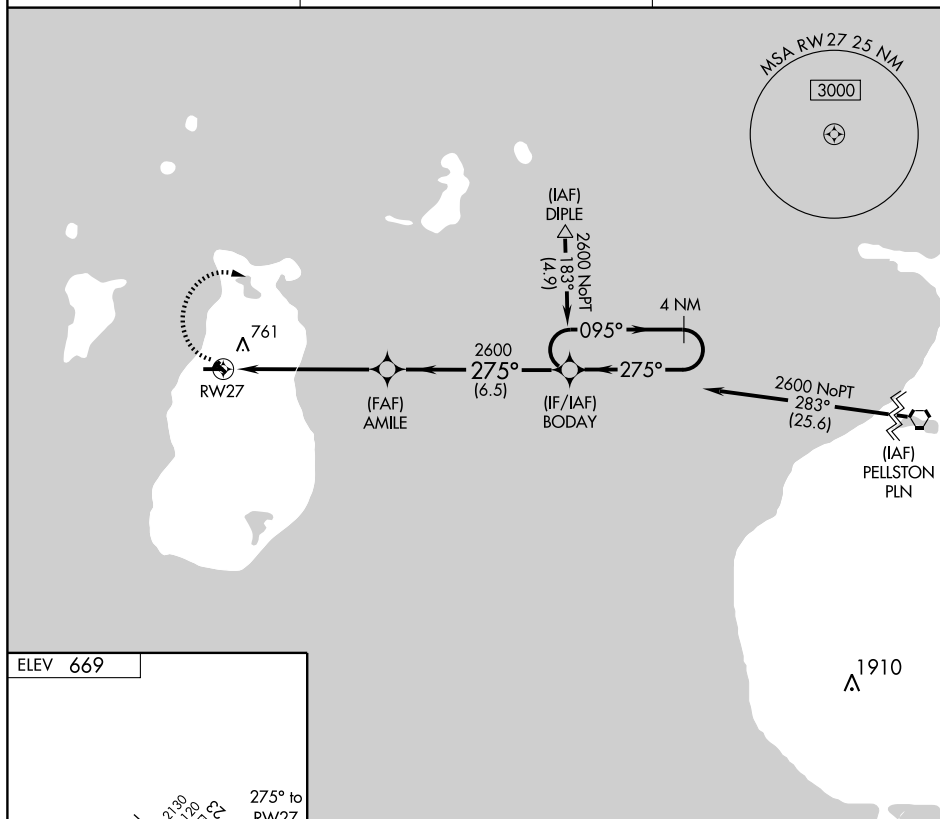 MSA RW27 25 NM
3000
(IAF)
DIPLE
2600 NoPT
183°
(4.9)
4 NM
095°
761
2600
275°
(6.5)
275°
RW27
(FAF)
AMILE
(IF/IAF)
BODAY
2600 NoPT
283°
(25.6)
(IAF)
PELLSTON
PLN
1910
ELEV 669
275° to
RW27
2130
23